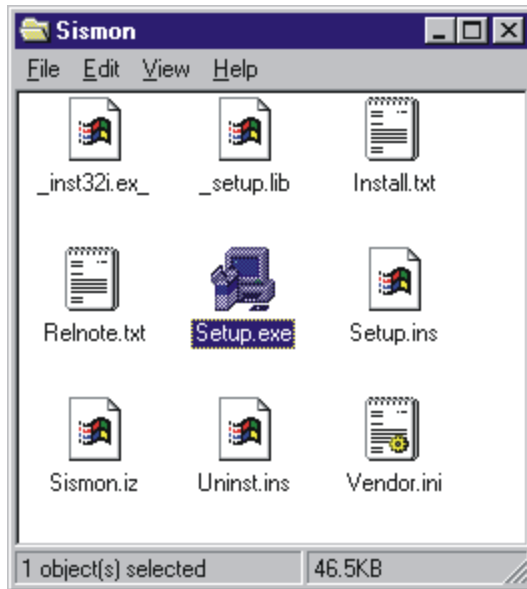 Sismon
File Edit View Help
_inst32i.ex_ _setup.lib Install.txt
Relnote.txt Setup.exe Setup.ins
Sismon.iz Uninst.ins Vendor.ini
1 object(s) selected 46.5KB